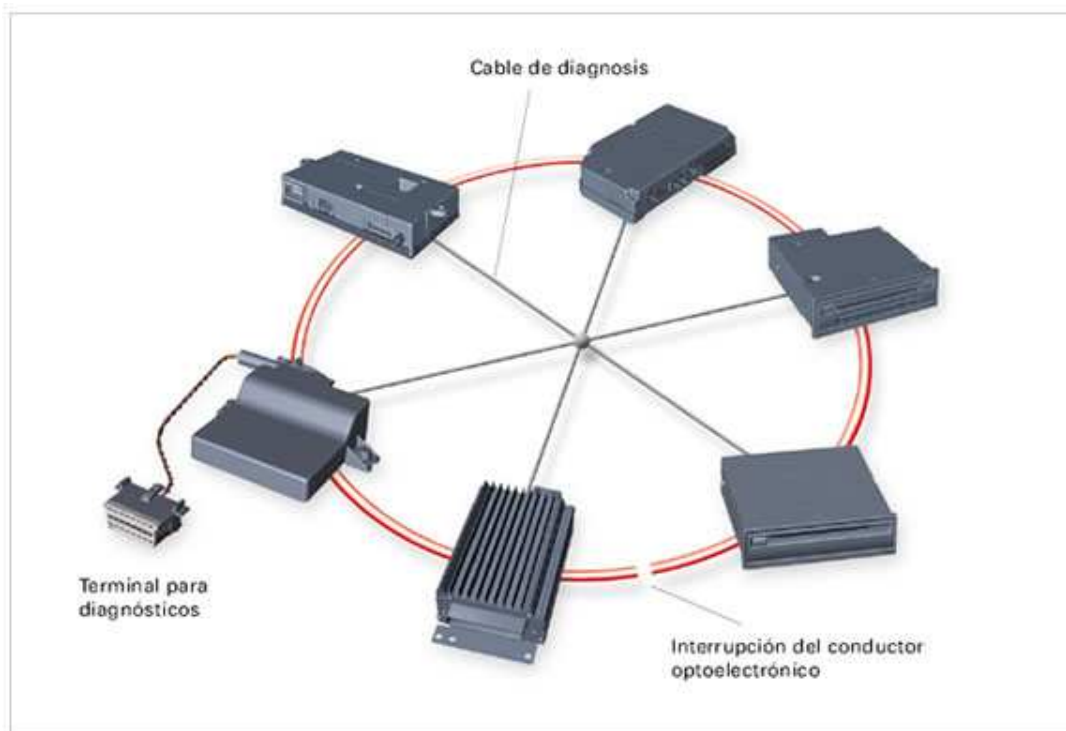 Cable de diagnosis
Terminal para
diagnósticos
Interrupción del conductor
optoelectrónico